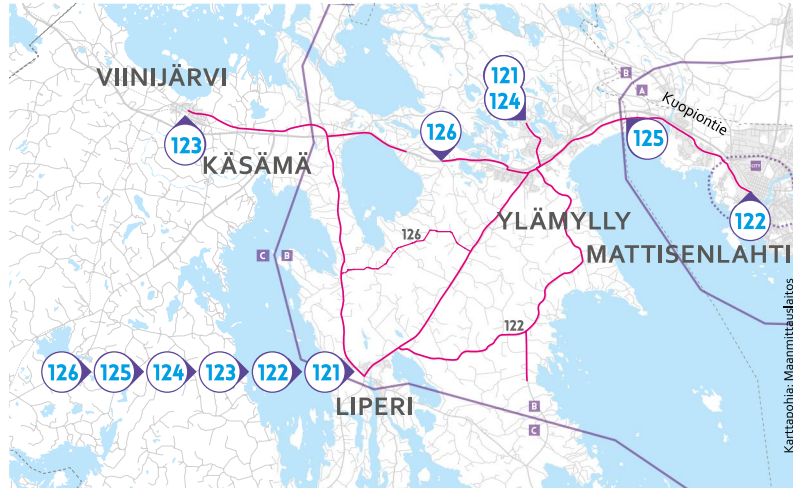 VIINIJÄRVI
121
124
B
A
Kuopiontie
123
KÄSÄMÄ
126
125
CITY
122
YLÄMYLLY
MATTISENLAHTI
126
C
B
122
126
125
124
123
122
121
LIPERI
B
C
Karttapohja: Maanmittauslaitos